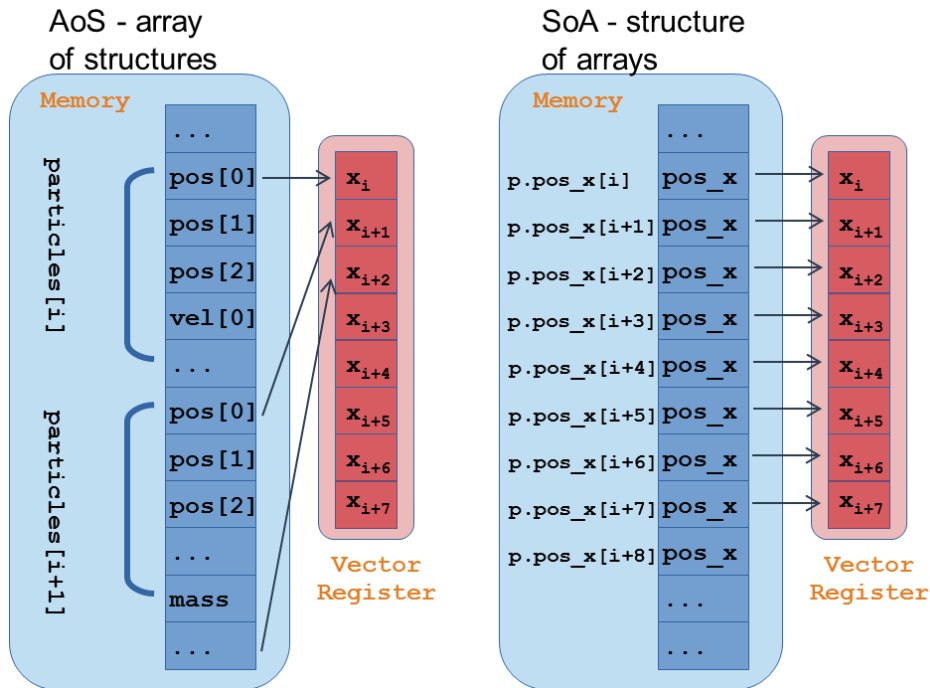 AoS - array
of structures
Memory
particles[i]
...
pos[0]
pos[1]
pos[2]
vel[0]
...
particles[i+1]
pos[0]
pos[1]
pos[2]
...
mass
...
xᵢ
xᵢ₊₁
xᵢ₊₂
xᵢ₊₃
xᵢ₊₄
xᵢ₊₅
xᵢ₊₆
xᵢ₊₇
Vector
Register
SoA - structure
of arrays
Memory
...
p.pos_x[i] pos_x
p.pos_x[i+1] pos_x
p.pos_x[i+2] pos_x
p.pos_x[i+3] pos_x
p.pos_x[i+4] pos_x
p.pos_x[i+5] pos_x
p.pos_x[i+6] pos_x
p.pos_x[i+7] pos_x
p.pos_x[i+8] pos_x
...
...
xᵢ
xᵢ₊₁
xᵢ₊₂
xᵢ₊₃
xᵢ₊₄
xᵢ₊₅
xᵢ₊₆
xᵢ₊₇
Vector
Register